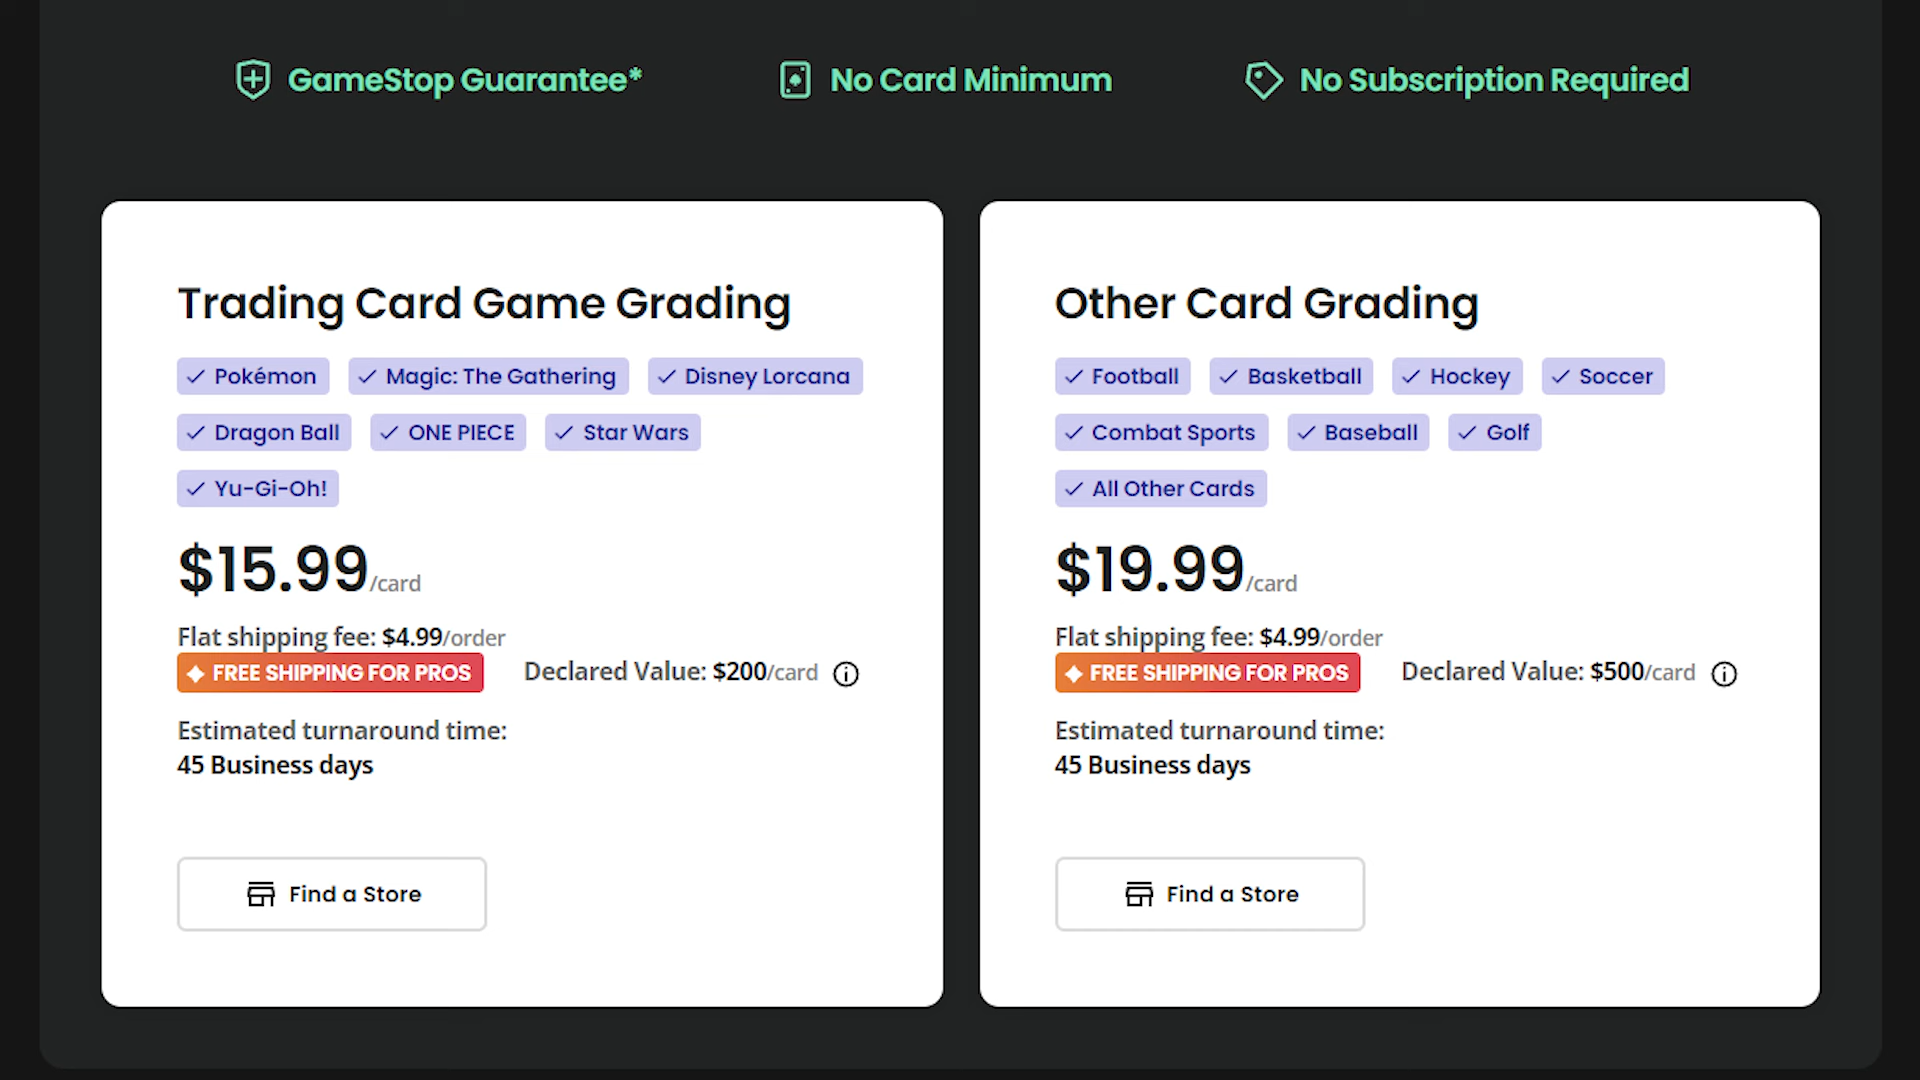 GameStop Guarantee*
No Card Minimum
No Subscription Required
Trading Card Game Grading
Pokémon
Magic: The Gathering
Disney Lorcana
Dragon Ball
ONE PIECE
Star Wars
Yu-Gi-Oh!
$15.99/card
Flat shipping fee: $4.99/order
FREE SHIPPING FOR PROS
Declared Value: $200/card
Estimated turnaround time:
45 Business days
Find a Store
Other Card Grading
Football
Basketball
Hockey
Soccer
Combat Sports
Baseball
Golf
All Other Cards
$19.99/card
Flat shipping fee: $4.99/order
FREE SHIPPING FOR PROS
Declared Value: $500/card
Estimated turnaround time:
45 Business days
Find a Store